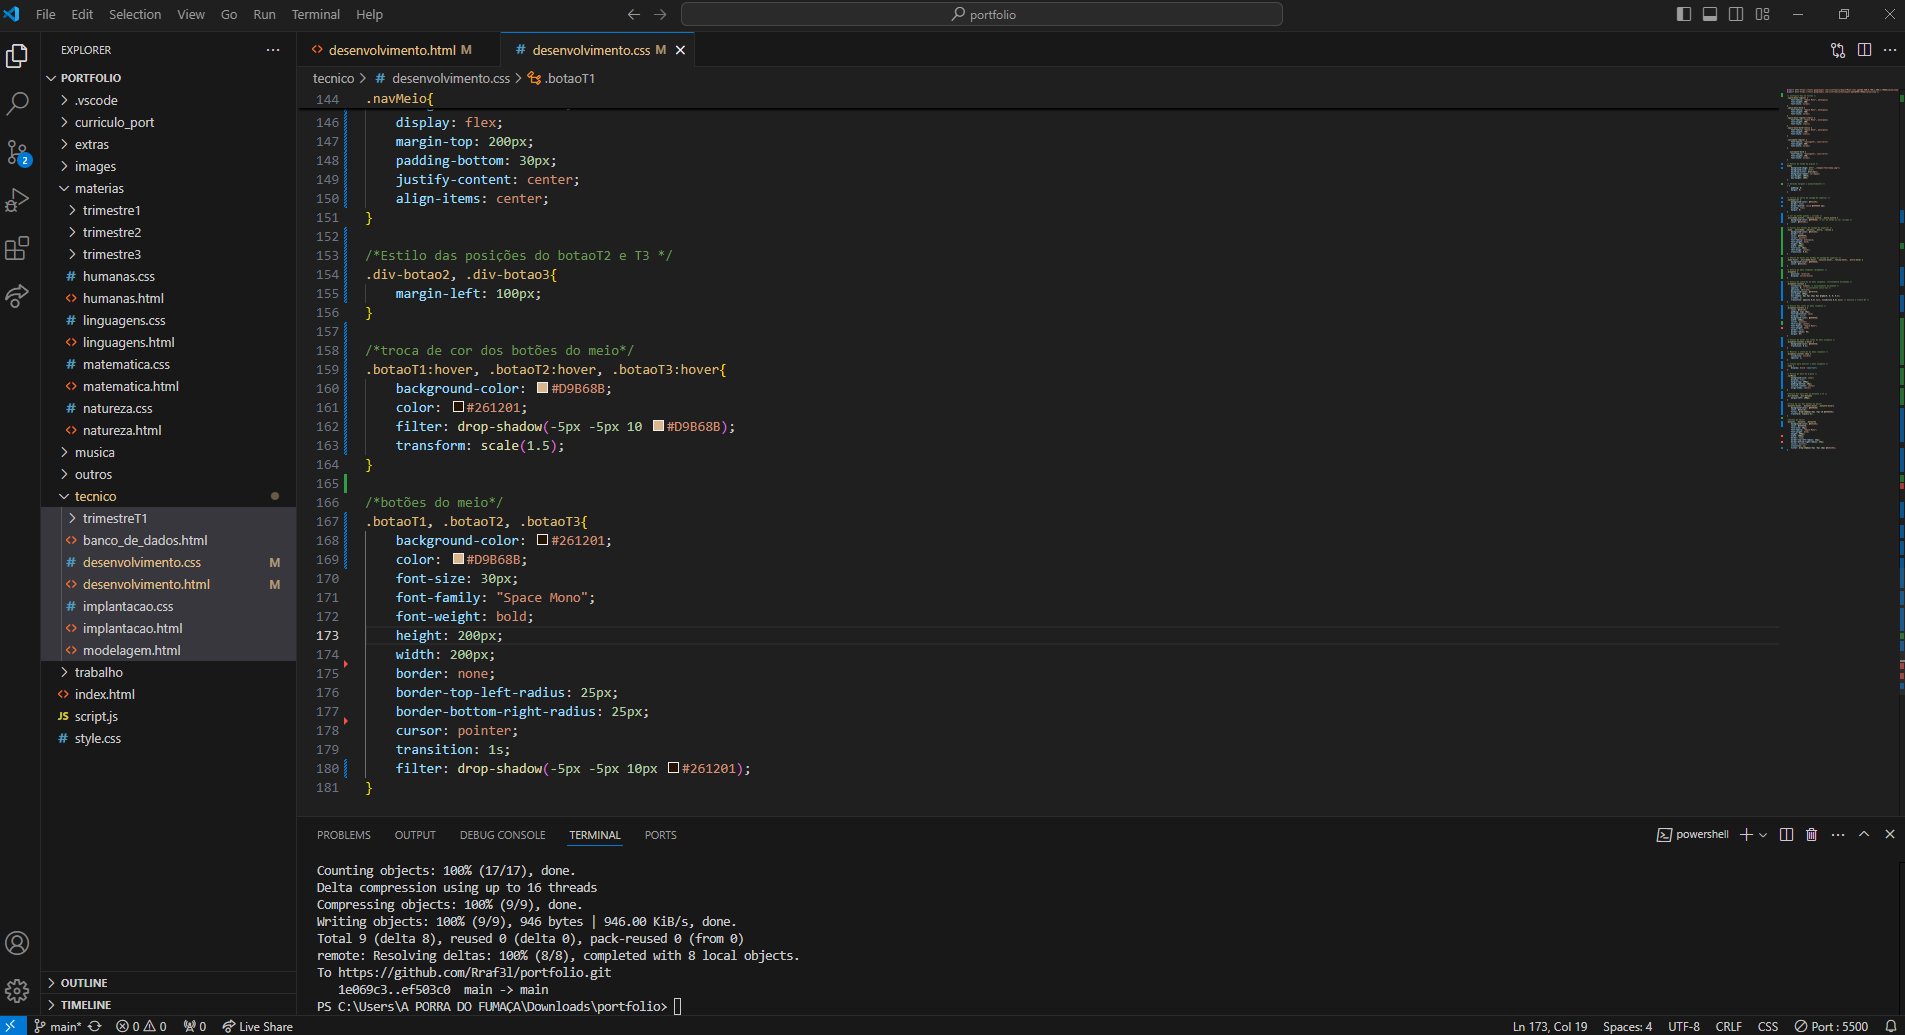 File Edit Selection View Go Run Terminal Help
portfolio
EXPLORER
PORTFOLIO
.vscode
curriculo_port
extras
images
materias
trimestre1
trimestre2
trimestre3
# humanas.css
<> humanas.html
# linguagens.css
<> linguagens.html
# matematica.css
<> matematica.html
# natureza.css
<> natureza.html
musica
outros
tecnico
trimestreT1
<> banco_de_dados.html
# desenvolvimento.css M
<> desenvolvimento.html M
# implantacao.css
<> implantacao.html
<> modelagem.html
trabalho
<> index.html
JS script.js
# style.css
OUTLINE
TIMELINE
2
<> desenvolvimento.html M
# desenvolvimento.css M
tecnico > # desenvolvimento.css > .botaoT1
144 .navMeio{
146 display: flex;
147 margin-top: 200px;
148 padding-bottom: 30px;
149 justify-content: center;
150 align-items: center;
151 }
152
153 /*Estilo das posições do botaoT2 e T3 */
154 .div-botao2, .div-botao3{
155 margin-left: 100px;
156 }
157
158 /*troca de cor dos botões do meio*/
159 .botaoT1:hover, .botaoT2:hover, .botaoT3:hover{
160 background-color: #D9B68B;
161 color: #261201;
162 filter: drop-shadow(-5px -5px 10 #D9B68B);
163 transform: scale(1.5);
164 }
165
166 /*botões do meio*/
167 .botaoT1, .botaoT2, .botaoT3{
168 background-color: #261201;
169 color: #D9B68B;
170 font-size: 30px;
171 font-family: "Space Mono";
172 font-weight: bold;
173 height: 200px;
174 width: 200px;
175 border: none;
176 border-top-left-radius: 25px;
177 border-bottom-right-radius: 25px;
178 cursor: pointer;
179 transition: 1s;
180 filter: drop-shadow(-5px -5px 10px #261201);
181 }
PROBLEMS OUTPUT DEBUG CONSOLE TERMINAL PORTS
powershell
Counting objects: 100% (17/17), done.
Delta compression using up to 16 threads
Compressing objects: 100% (9/9), done.
Writing objects: 100% (9/9), 946 bytes | 946.00 KiB/s, done.
Total 9 (delta 8), reused 0 (delta 0), pack-reused 0 (from 0)
remote: Resolving deltas: 100% (8/8), completed with 8 local objects.
To https://github.com/Rraf3l/portfolio.git
1e069c3..ef503c0 main -> main
PS C:\Users\A PORRA DO FUMAÇA\Downloads\portfolio>
main* 0 0 0 Live Share
Ln 173, Col 19 Spaces: 4 UTF-8 CRLF CSS Port : 5500